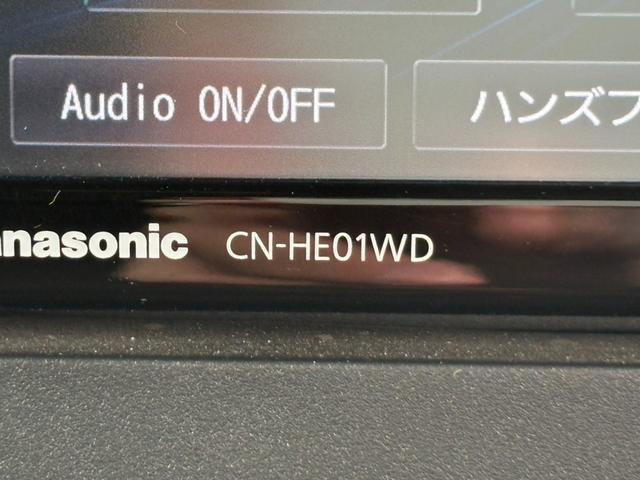 Audio ON/OFF
ハンズフ
anasonic CN-HE01WD